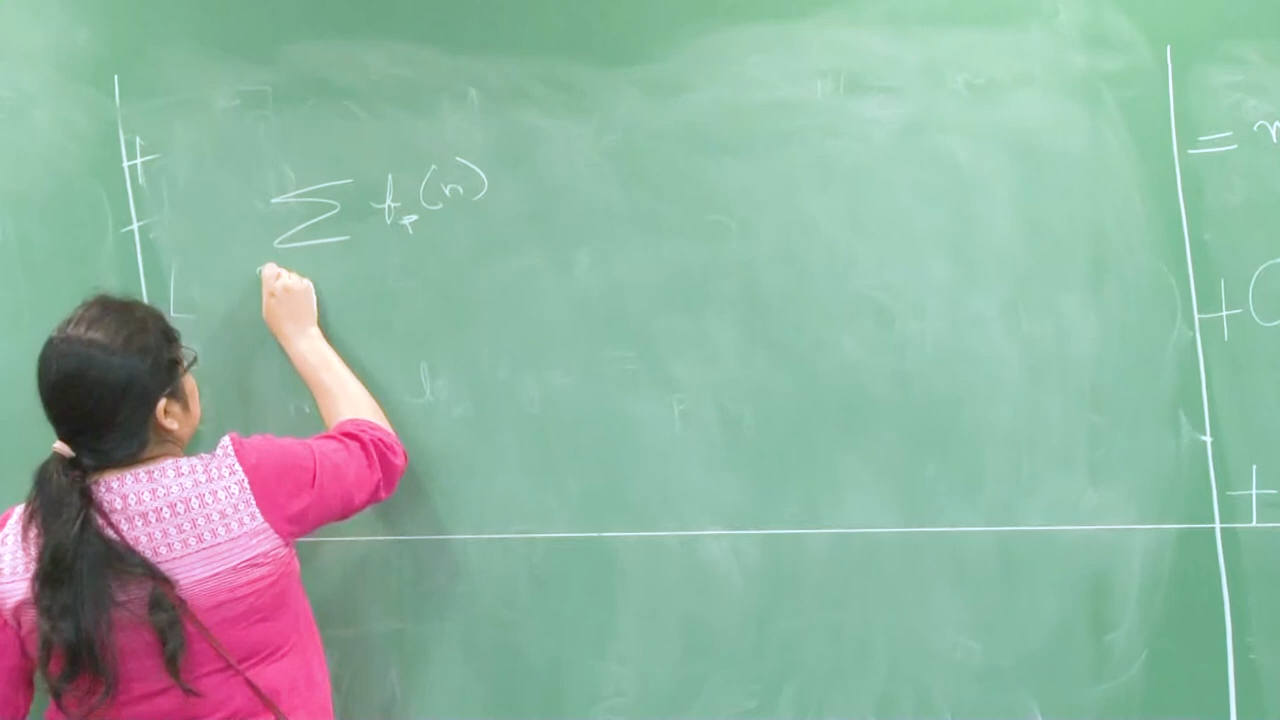 +
∑ f_P(n)
= n
+ (
+